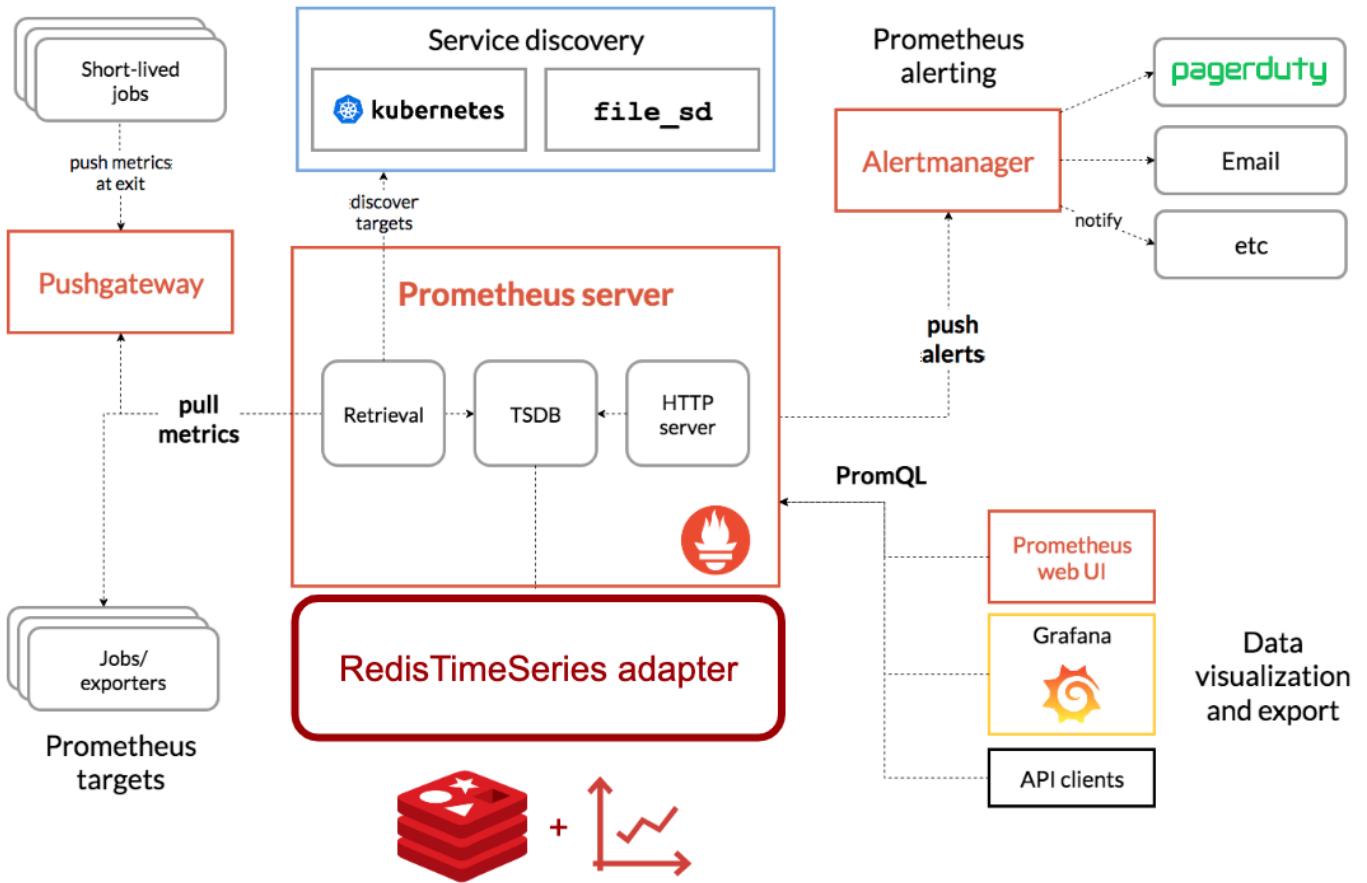 Short-lived
jobs
push metrics
at exit
Pushgateway
pull
metrics
Jobs/
exporters
Prometheus
targets
Service discovery
kubernetes
file_sd
discover
targets
Prometheus server
Retrieval
TSDB
HTTP
server
RedisTimeSeries adapter
+
Prometheus
alerting
Alertmanager
pagerduty
Email
notify
etc
push
alerts
PromQL
Prometheus
web UI
Grafana
API clients
Data
visualization
and export